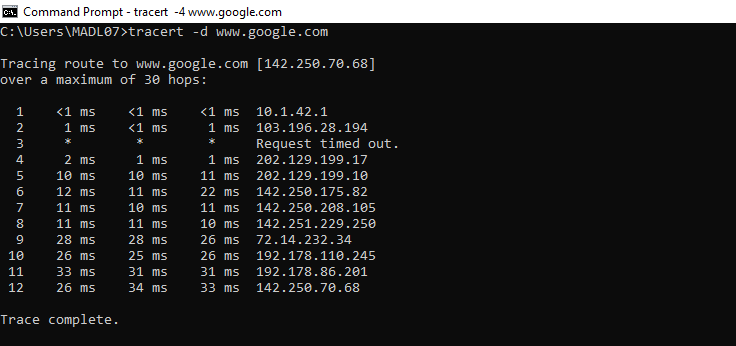 Command Prompt - tracert -4 www.google.com
C:\Users\MADL07>tracert -d www.google.com
Tracing route to www.google.com [142.250.70.68]
over a maximum of 30 hops:
1 <1 ms <1 ms <1 ms 10.1.42.1
2 1 ms <1 ms 1 ms 103.196.28.194
3 * * * Request timed out.
4 2 ms 1 ms 1 ms 202.129.199.17
5 10 ms 10 ms 11 ms 202.129.199.10
6 12 ms 11 ms 22 ms 142.250.175.82
7 11 ms 10 ms 11 ms 142.250.208.105
8 11 ms 11 ms 10 ms 142.251.229.250
9 28 ms 28 ms 26 ms 72.14.232.34
10 26 ms 25 ms 26 ms 192.178.110.245
11 33 ms 31 ms 31 ms 192.178.86.201
12 26 ms 34 ms 33 ms 142.250.70.68
Trace complete.